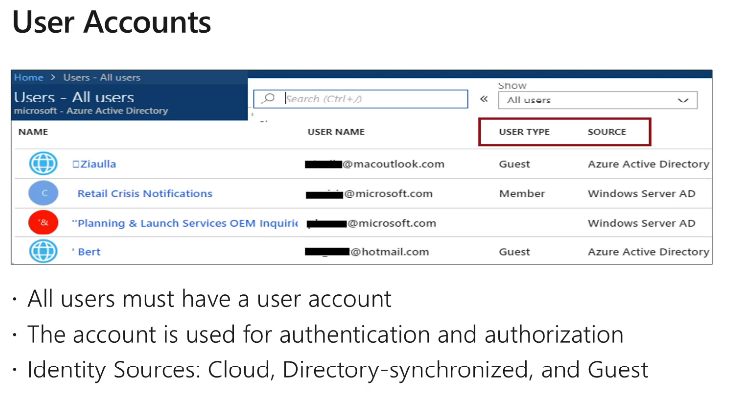 User Accounts
Home > Users - All users
Users - All users
microsoft - Azure Active Directory
Search (Ctrl+/)
«
Show
All users
NAME USER NAME USER TYPE SOURCE
Ziaulla @macoutlook.com Guest Azure Active Directory
C Retail Crisis Notifications @microsoft.com Member Windows Server AD
'& "Planning & Launch Services OEM Inquirie @microsoft.com Windows Server AD
' Bert @hotmail.com Guest Azure Active Directory
· All users must have a user account
· The account is used for authentication and authorization
· Identity Sources: Cloud, Directory-synchronized, and Guest